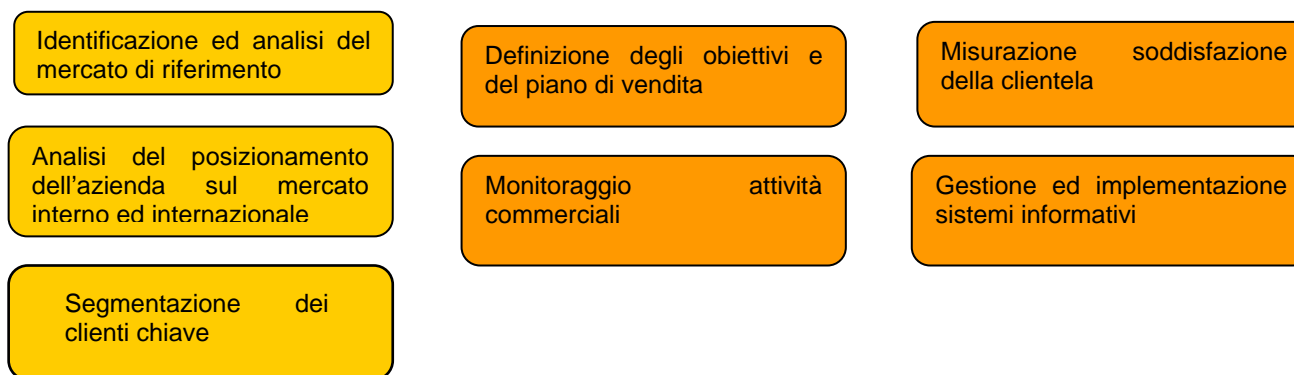 Identificazione ed analisi del
mercato di riferimento
Analisi del posizionamento
dell'azienda sul mercato
interno ed internazionale
Segmentazione dei
clienti chiave
Definizione degli obiettivi e
del piano di vendita
Monitoraggio attività
commerciali
Misurazione soddisfazione
della clientela
Gestione ed implementazione
sistemi informativi